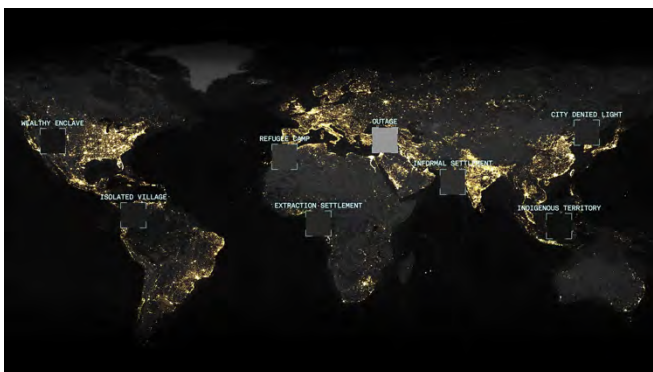 WEALTHY ENCLAVE
OUTAGE
CITY DENIED LIGHT
REFUGEE CAMP
INFORMAL SETTLEMENT
ISOLATED VILLAGE
EXTRACTION SETTLEMENT
INDIGENOUS TERRITORY